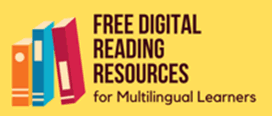 FREE DIGITAL
READING
RESOURCES
for Multilingual Learners